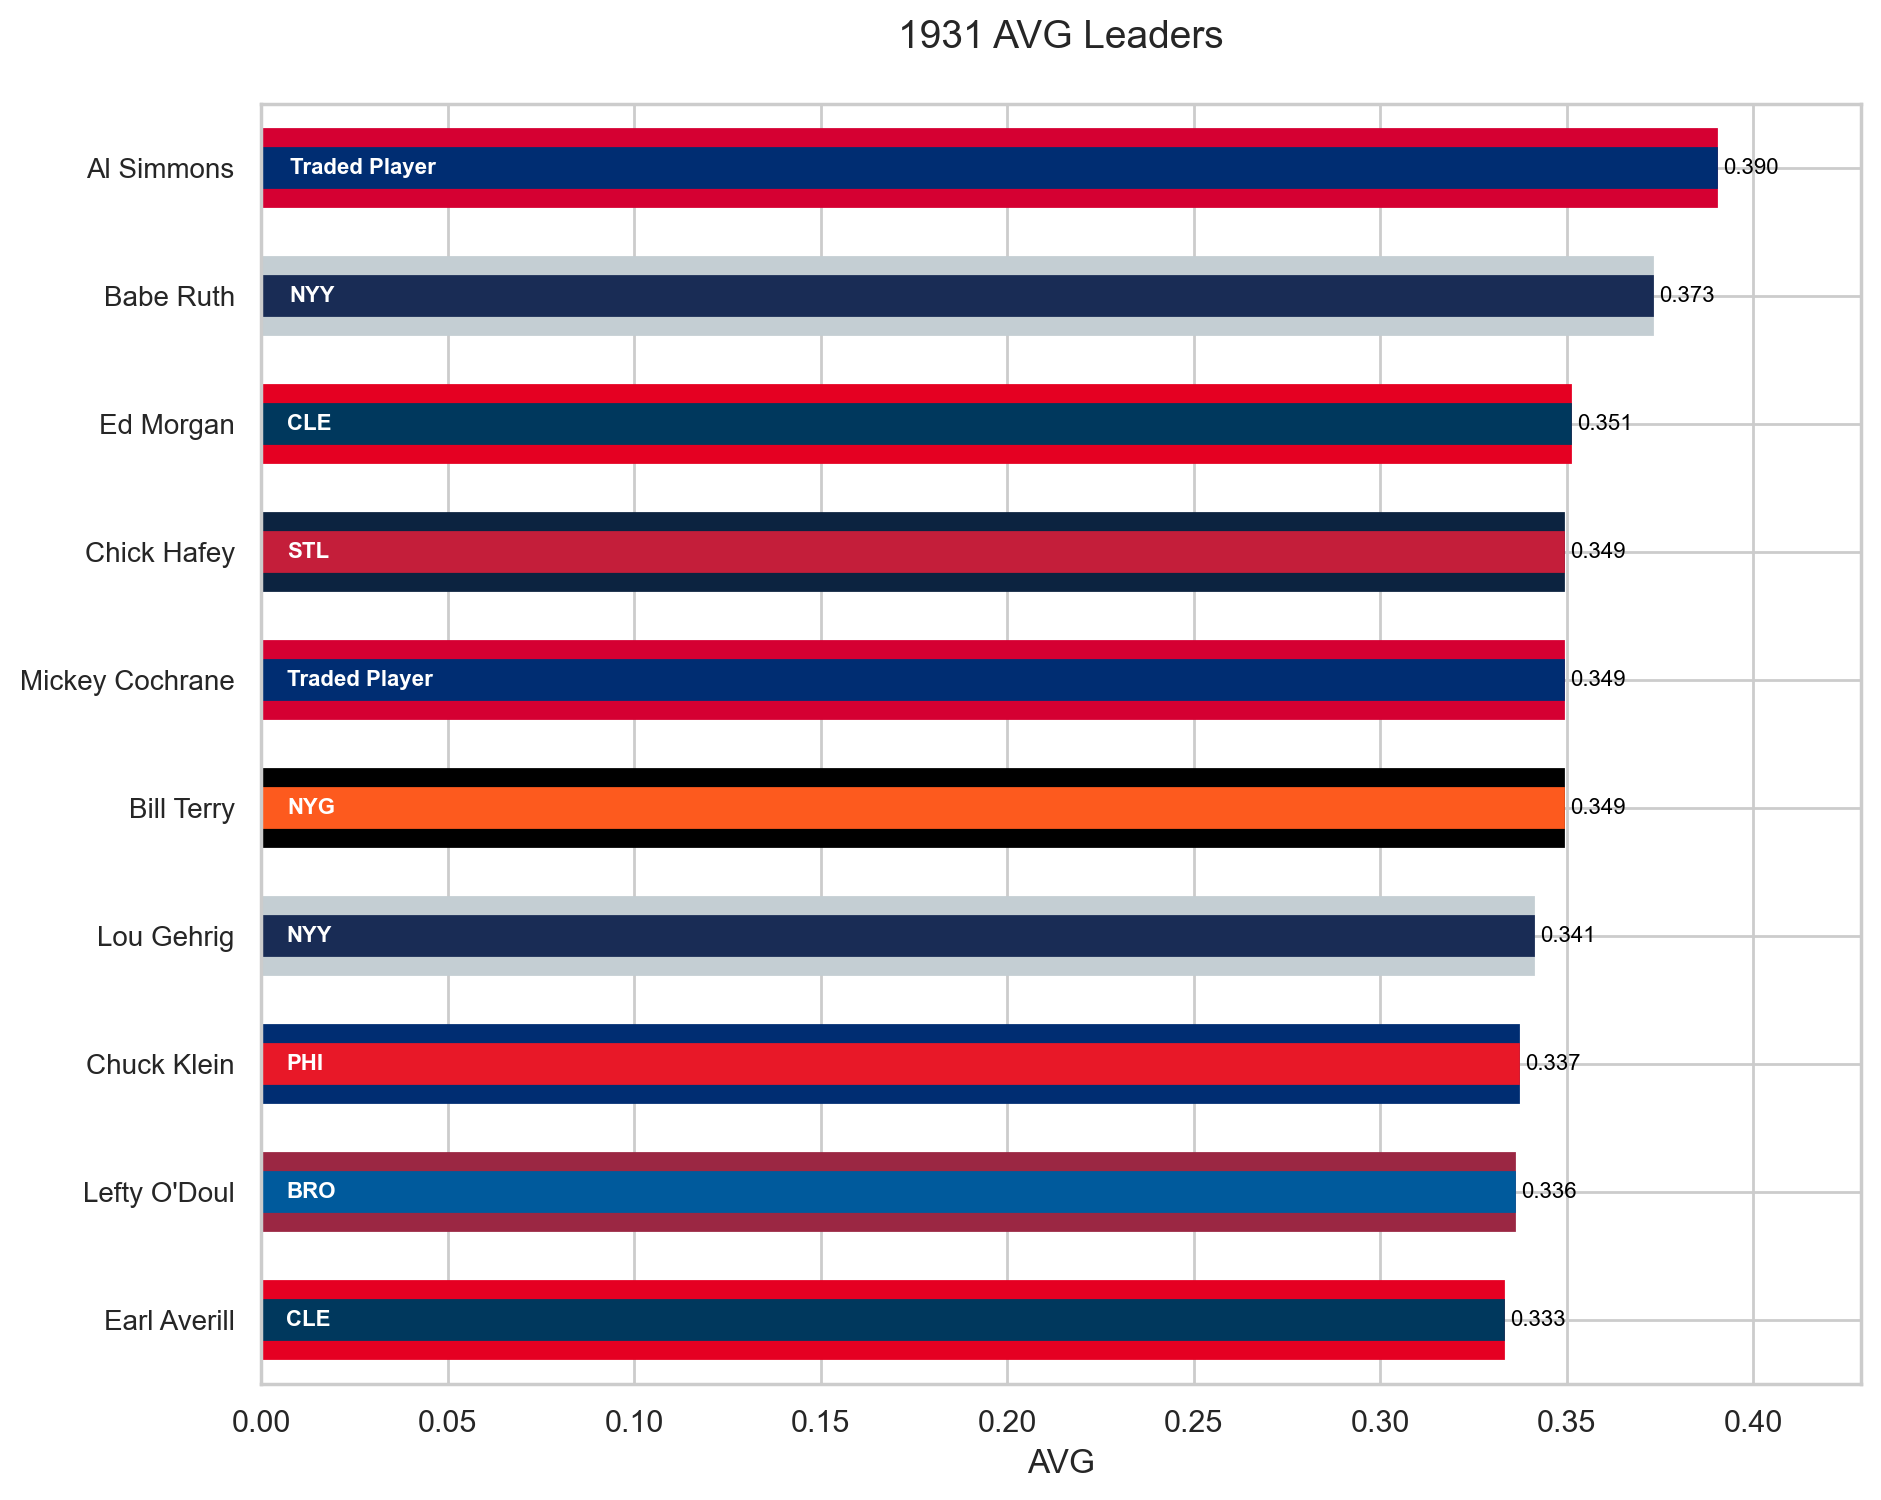 1931 AVG Leaders
Al Simmons Traded Player 0.390
Babe Ruth NYY 0.373
Ed Morgan CLE 0.351
Chick Hafey STL 0.349
Mickey Cochrane Traded Player 0.349
Bill Terry NYG 0.349
Lou Gehrig NYY 0.341
Chuck Klein PHI 0.337
Lefty O'Doul BRO 0.336
Earl Averill CLE 0.333
0.00 0.05 0.10 0.15 0.20 0.25 0.30 0.35 0.40
AVG